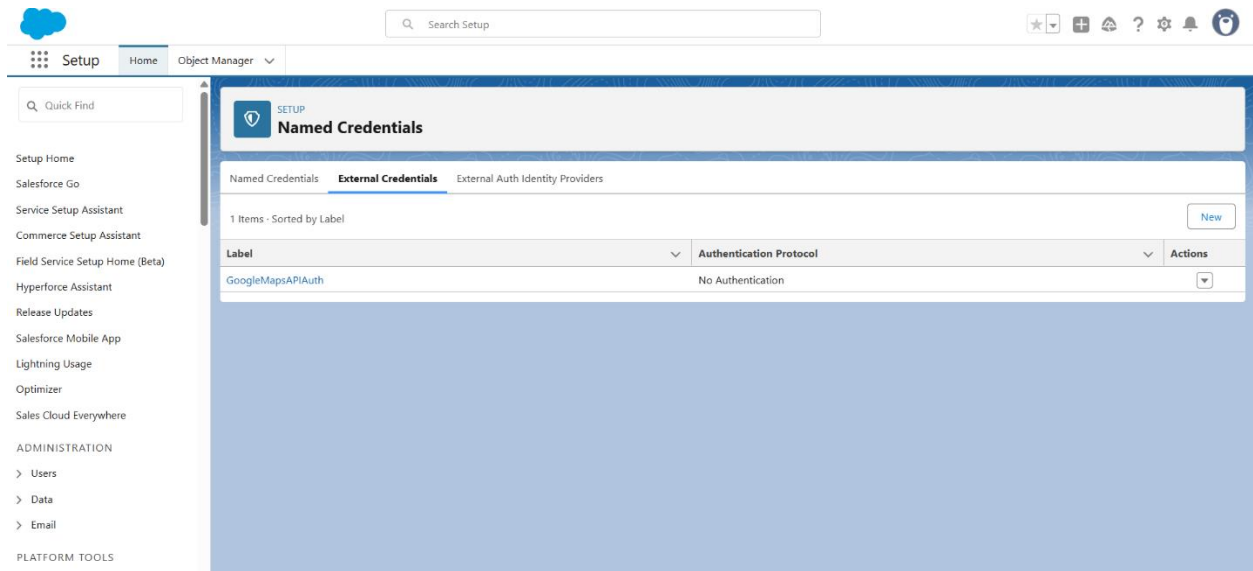 Search Setup
Setup Home Object Manager
Quick Find
Setup Home
Salesforce Go
Service Setup Assistant
Commerce Setup Assistant
Field Service Setup Home (Beta)
Hyperforce Assistant
Release Updates
Salesforce Mobile App
Lightning Usage
Optimizer
Sales Cloud Everywhere
ADMINISTRATION
Users
Data
Email
PLATFORM TOOLS
SETUP
Named Credentials
Named Credentials External Credentials External Auth Identity Providers
1 Items - Sorted by Label New
Label Authentication Protocol Actions
GoogleMapsAPIAuth No Authentication